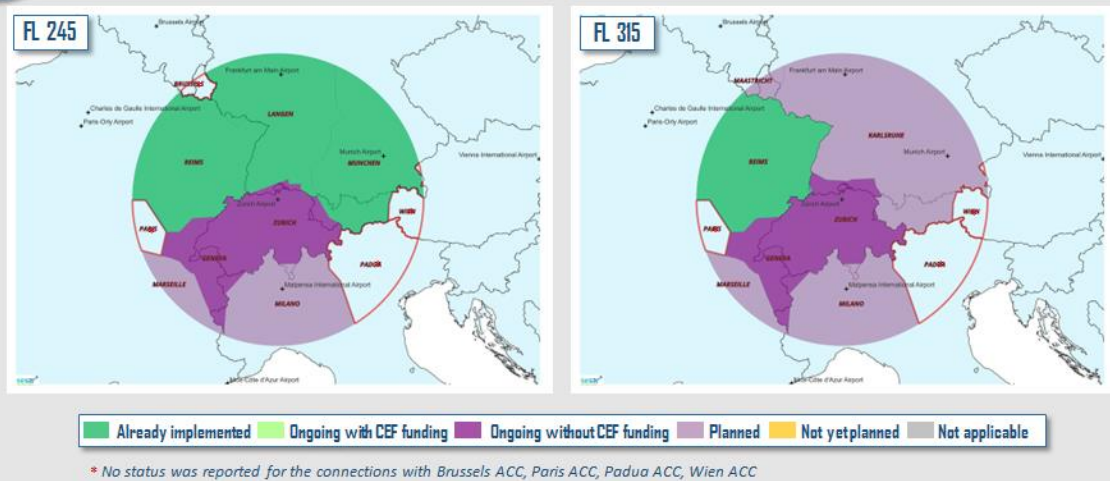 FL 245
Brussels Airport
Frankfurt am Main Airport
BRUSSELS
Charles de Gaulle International Airport
Paris-Orly Airport
LANGEN
REIMS
Munich Airport
MUNCHEN
Vienna International Airport
Zurich Airport
WIEN
PARIS
ZURICH
GENEVA
PADUA
MARSEILLE
Malpensa International Airport
MILANO
Nice-Côte d'Azur Airport
FL 315
Brussels Airport
Frankfurt am Main Airport
MAASTRICHT
Charles de Gaulle International Airport
Paris-Orly Airport
KARLSRUHE
REIMS
Munich Airport
Vienna International Airport
Zurich Airport
WIEN
PARIS
ZURICH
GENEVA
PADUA
MARSEILLE
Malpensa International Airport
MILANO
Nice-Côte d'Azur Airport
Already implemented Ongoing with CEF funding Ongoing without CEF funding Planned Not yet planned Not applicable
* No status was reported for the connections with Brussels ACC, Paris ACC, Padua ACC, Wien ACC